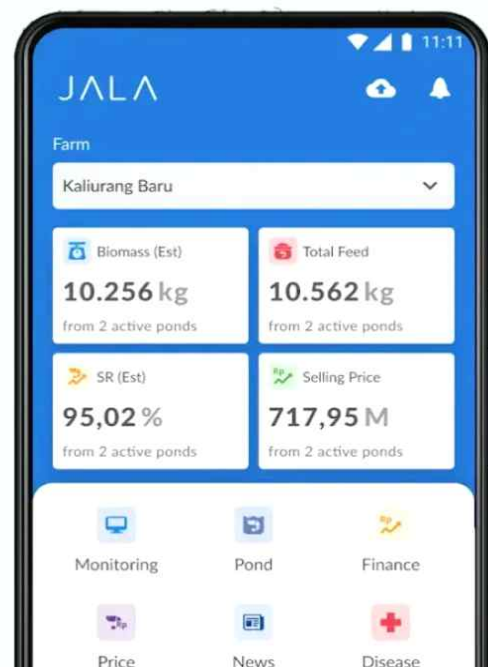 11:11
JALA
Farm
Kaliurang Baru
Biomass (Est)
Total Feed
10.256 kg
10.562 kg
from 2 active ponds
from 2 active ponds
SR (Est)
Selling Price
95,02 %
717,95 M
from 2 active ponds
from 2 active ponds
Monitoring
Pond
Finance
Price
News
Disease